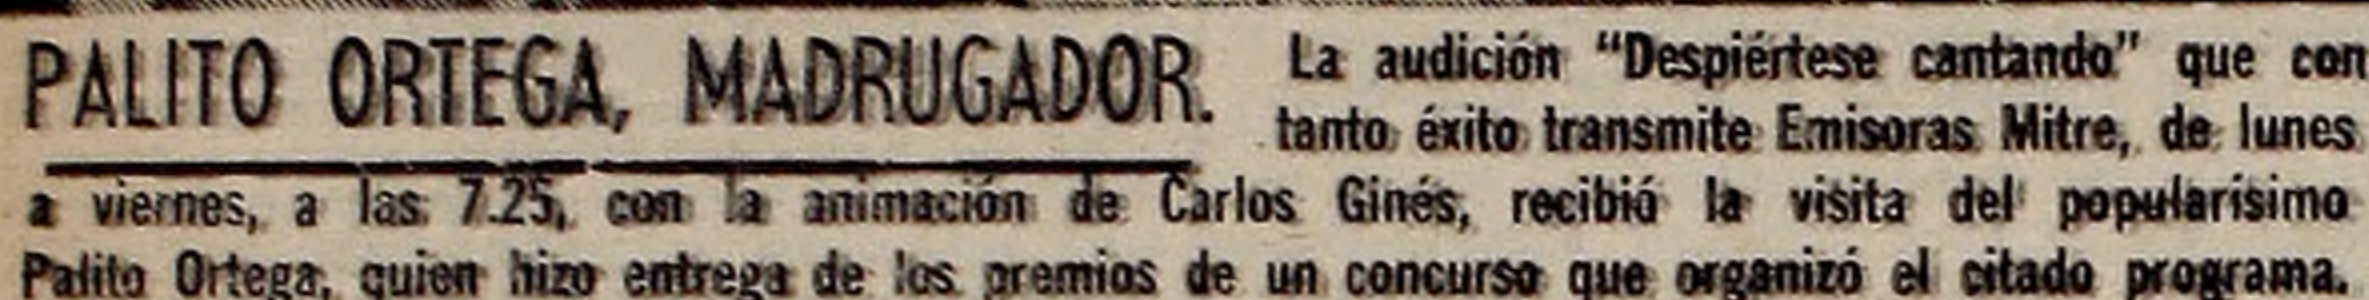 PALITO ORTEGA, MADRUGADOR.
La audición "Despiértese cantando" que con
tanto éxito transmite Emisoras Mitre, de lunes
a viernes, a las 7.25, con la animación de Carlos Ginés, recibió la visita del popularísimo
Palito Ortega, quien hizo entrega de los premios de un concurso que organizó el citado programa.